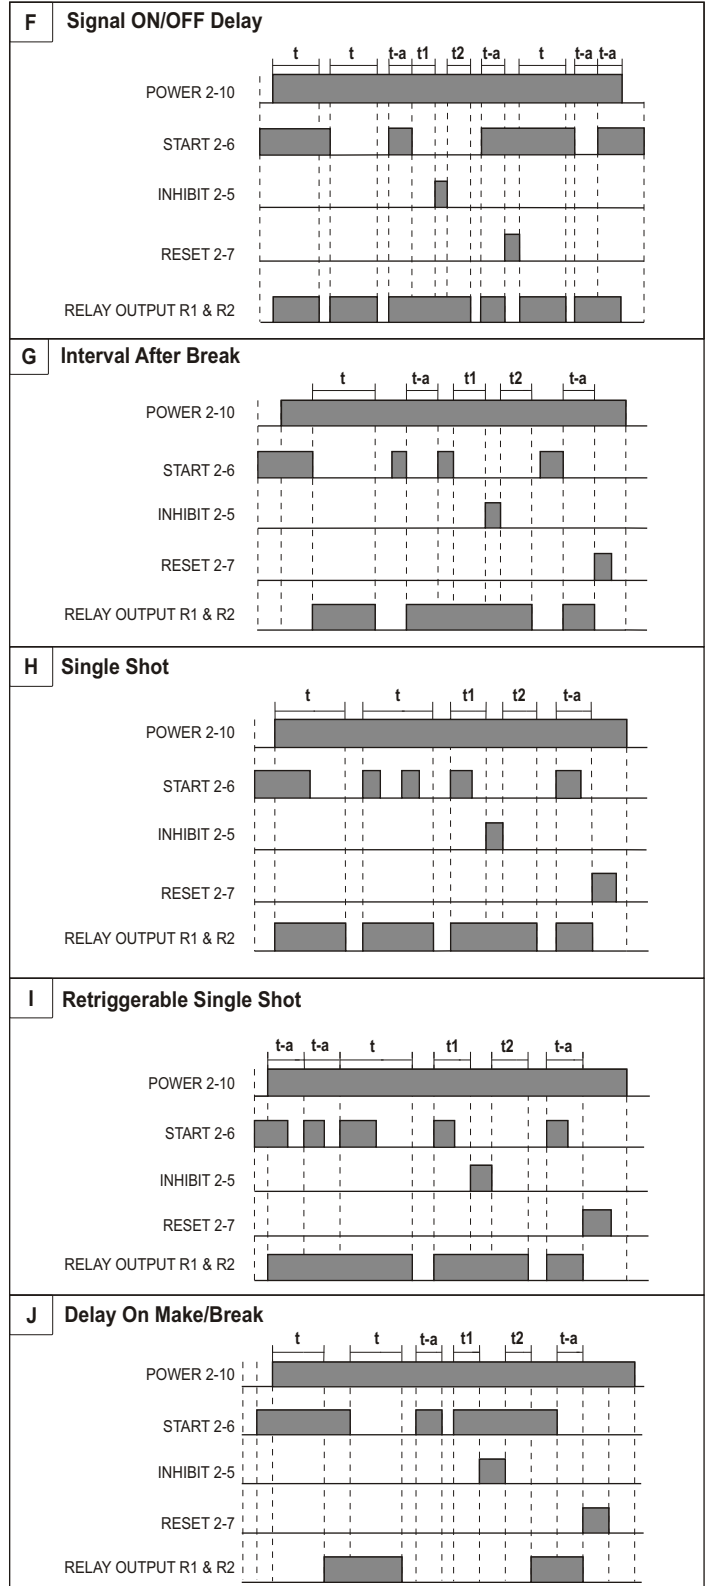 F Signal ON/OFF Delay
t t t-a t1 t2 t-a t t-a t-a
POWER 2-10
START 2-6
INHIBIT 2-5
RESET 2-7
RELAY OUTPUT R1 & R2
G Interval After Break
t t-a t1 t2 t-a
POWER 2-10
START 2-6
INHIBIT 2-5
RESET 2-7
RELAY OUTPUT R1 & R2
H Single Shot
t t t1 t2 t-a
POWER 2-10
START 2-6
INHIBIT 2-5
RESET 2-7
RELAY OUTPUT R1 & R2
I Retriggerable Single Shot
t-a t-a t t1 t2 t-a
POWER 2-10
START 2-6
INHIBIT 2-5
RESET 2-7
RELAY OUTPUT R1 & R2
J Delay On Make/Break
t t t-a t1 t2 t-a
POWER 2-10
START 2-6
INHIBIT 2-5
RESET 2-7
RELAY OUTPUT R1 & R2